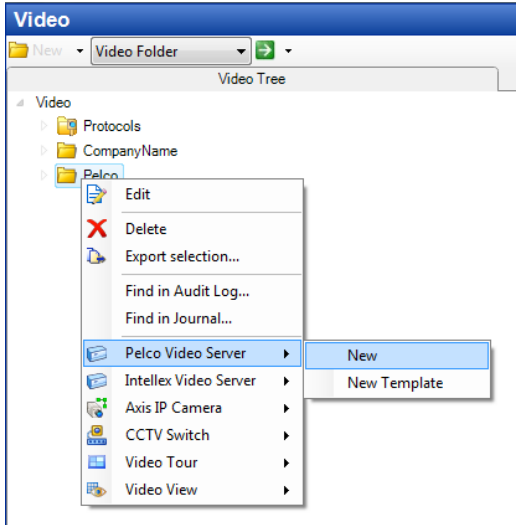 Video
New
Video Folder
Video Tree
Video
Protocols
CompanyName
Pelco
Edit
Delete
Export selection...
Find in Audit Log...
Find in Journal...
Pelco Video Server
New
Intellex Video Server
New Template
Axis IP Camera
CCTV Switch
Video Tour
Video View